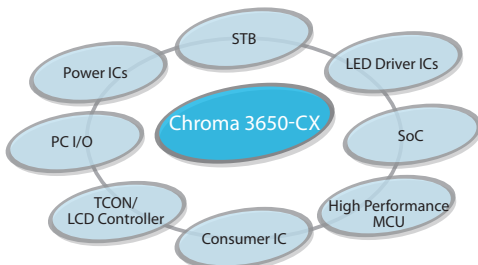 STB
Power ICs
LED Driver ICs
Chroma 3650-CX
PC I/O
SoC
TCON/
LCD Controller
High Performance
MCU
Consumer IC